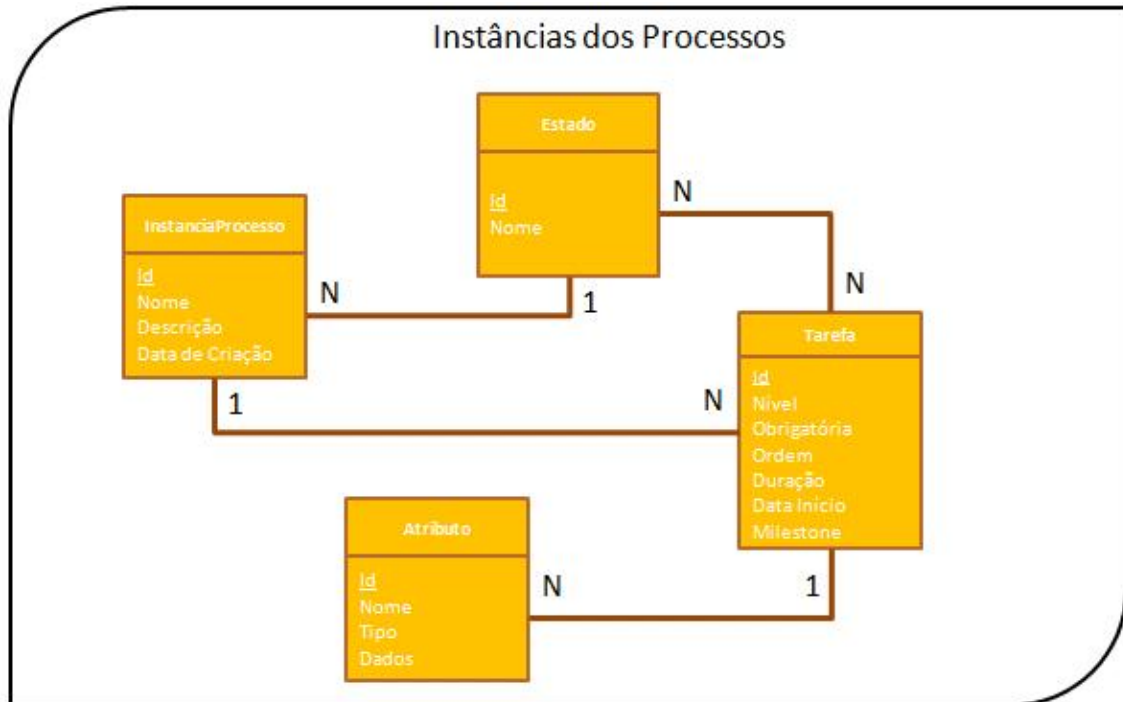 Instâncias dos Processos
Estado
Id
Nome
N
N
InstanciaProcesso
Id
Nome
Descrição
Data de Criação
N
1
1
N
Tarefa
Id
Nível
Obrigatória
Ordem
Duração
Data Inicio
Milestone
1
Atributo
Id
Nome
Tipo
Dados
N